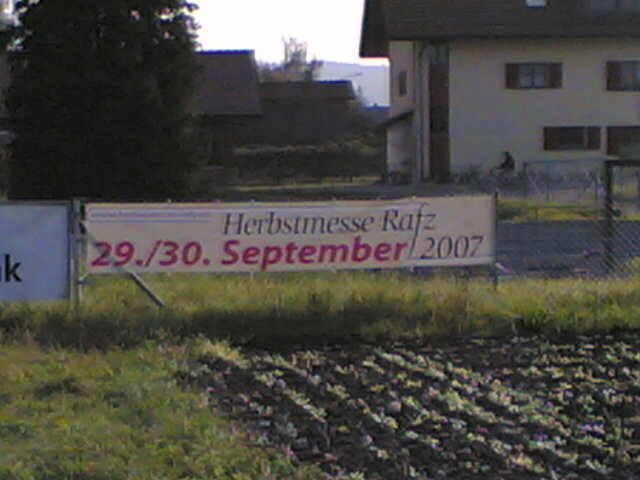 Herbstmesse Rafz
29./30. September/2007
k